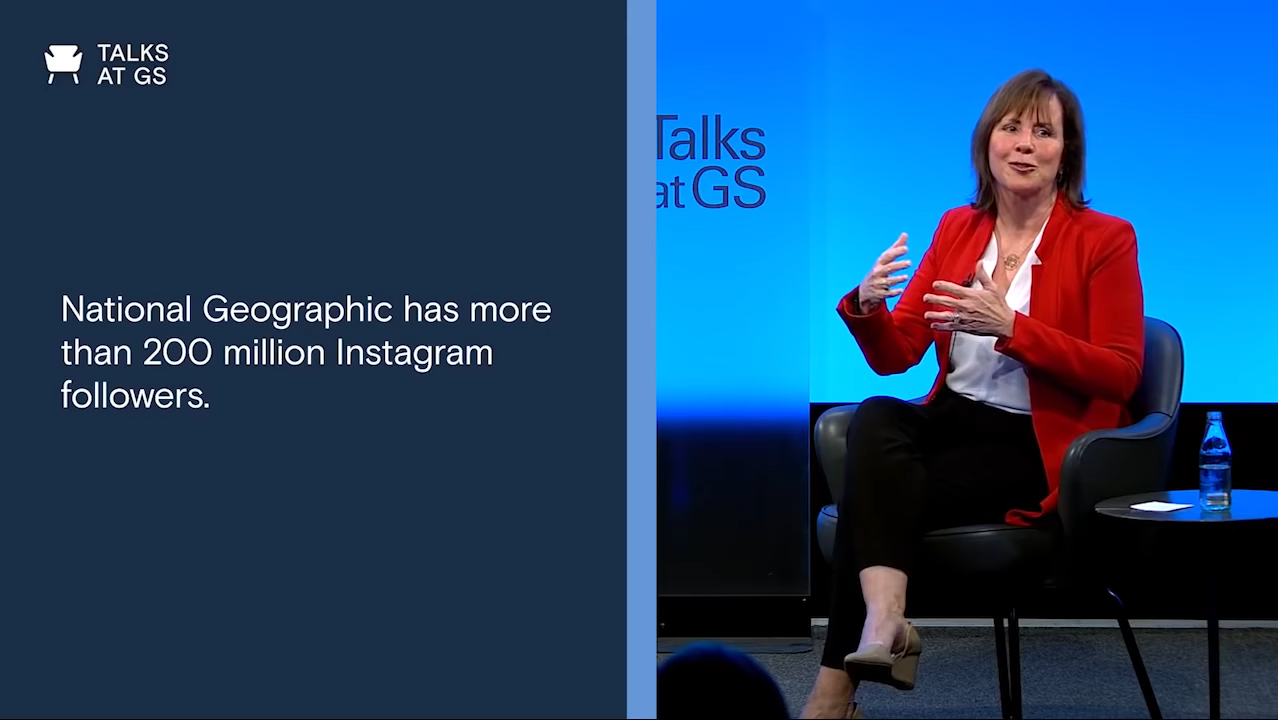 TALKS
AT GS
National Geographic has more
than 200 million Instagram
followers.
Talks
at GS